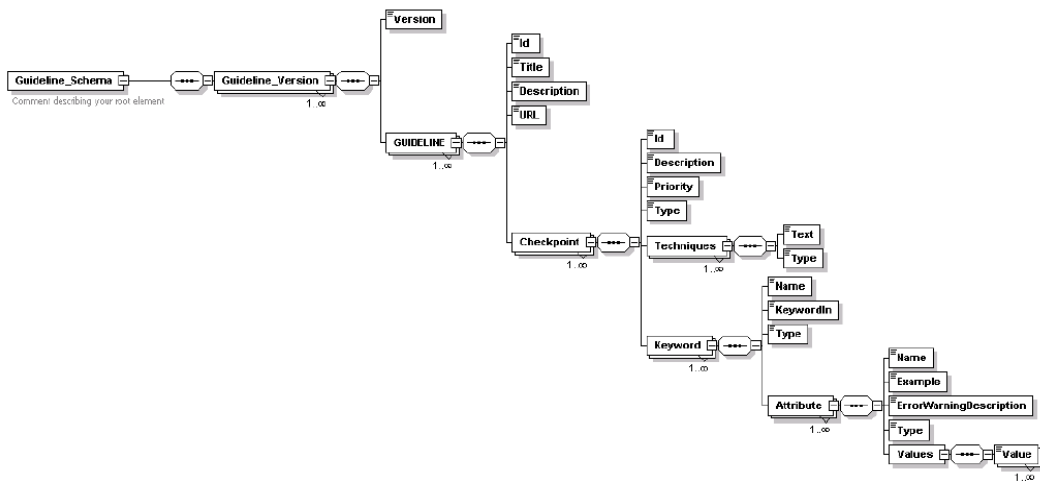 Version
Id
Title
Guideline_Schema
Guideline_Version
Description
Comment describing your root element
1..∞
URL
GUIDELINE
1..∞
Id
Description
Priority
Type
Checkpoint
1..∞
Techniques
1..∞
Text
Type
Name
KeywordIn
Type
Keyword
1..∞
Name
Example
Attribute
1..∞
ErrorWarningDescription
Type
Values
Value
1..∞